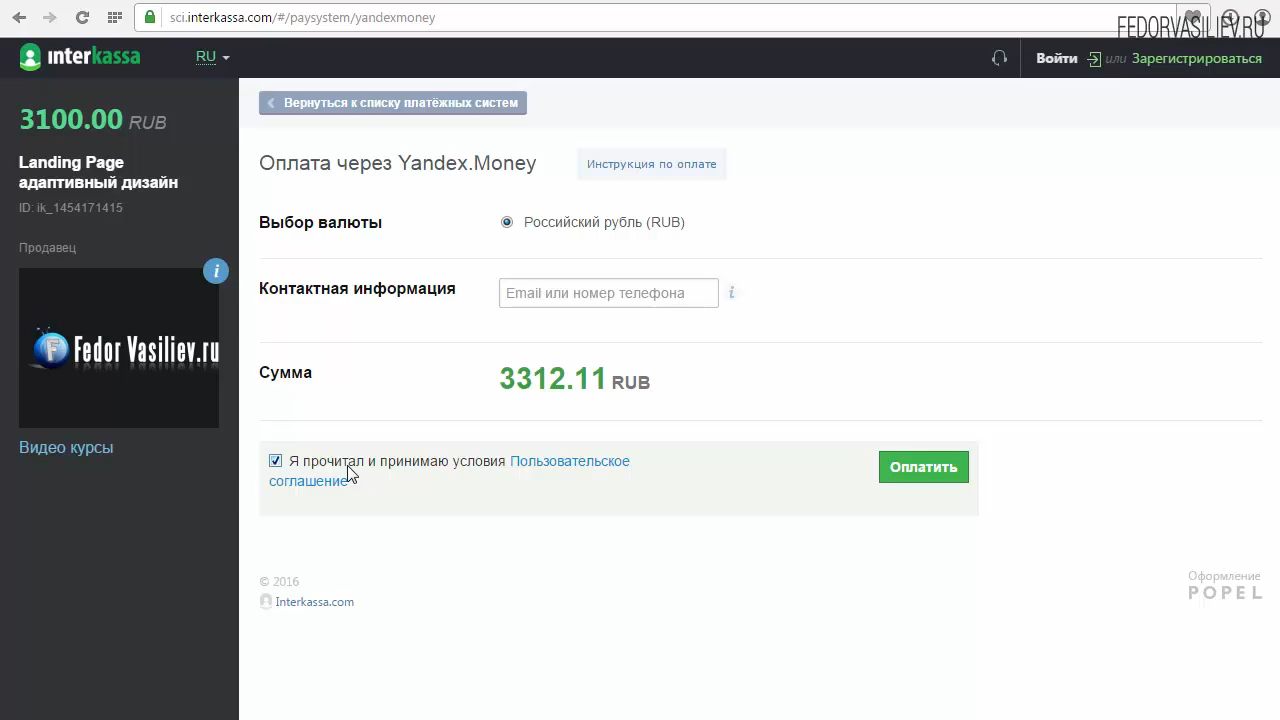 sci.interkassa.com/#/paysystem/yandexmoney
FEDORVASILIEV.RU
interkassa
RU
Войти или Зарегистрироваться
3100.00 RUB
Landing Page
адаптивный дизайн
ID: ik_1454171415
Продавец
i
Fedor Vasiliev.ru
Видео курсы
Вернуться к списку платёжных систем
Оплата через Yandex.Money
Инструкция по оплате
Выбор валюты
Российский рубль (RUB)
Контактная информация
Email или номер телефона
i
Сумма
3312.11 RUB
Я прочитал и принимаю условия Пользовательское
соглашение
Оплатить
© 2016
Interkassa.com
Оформление
POPEL